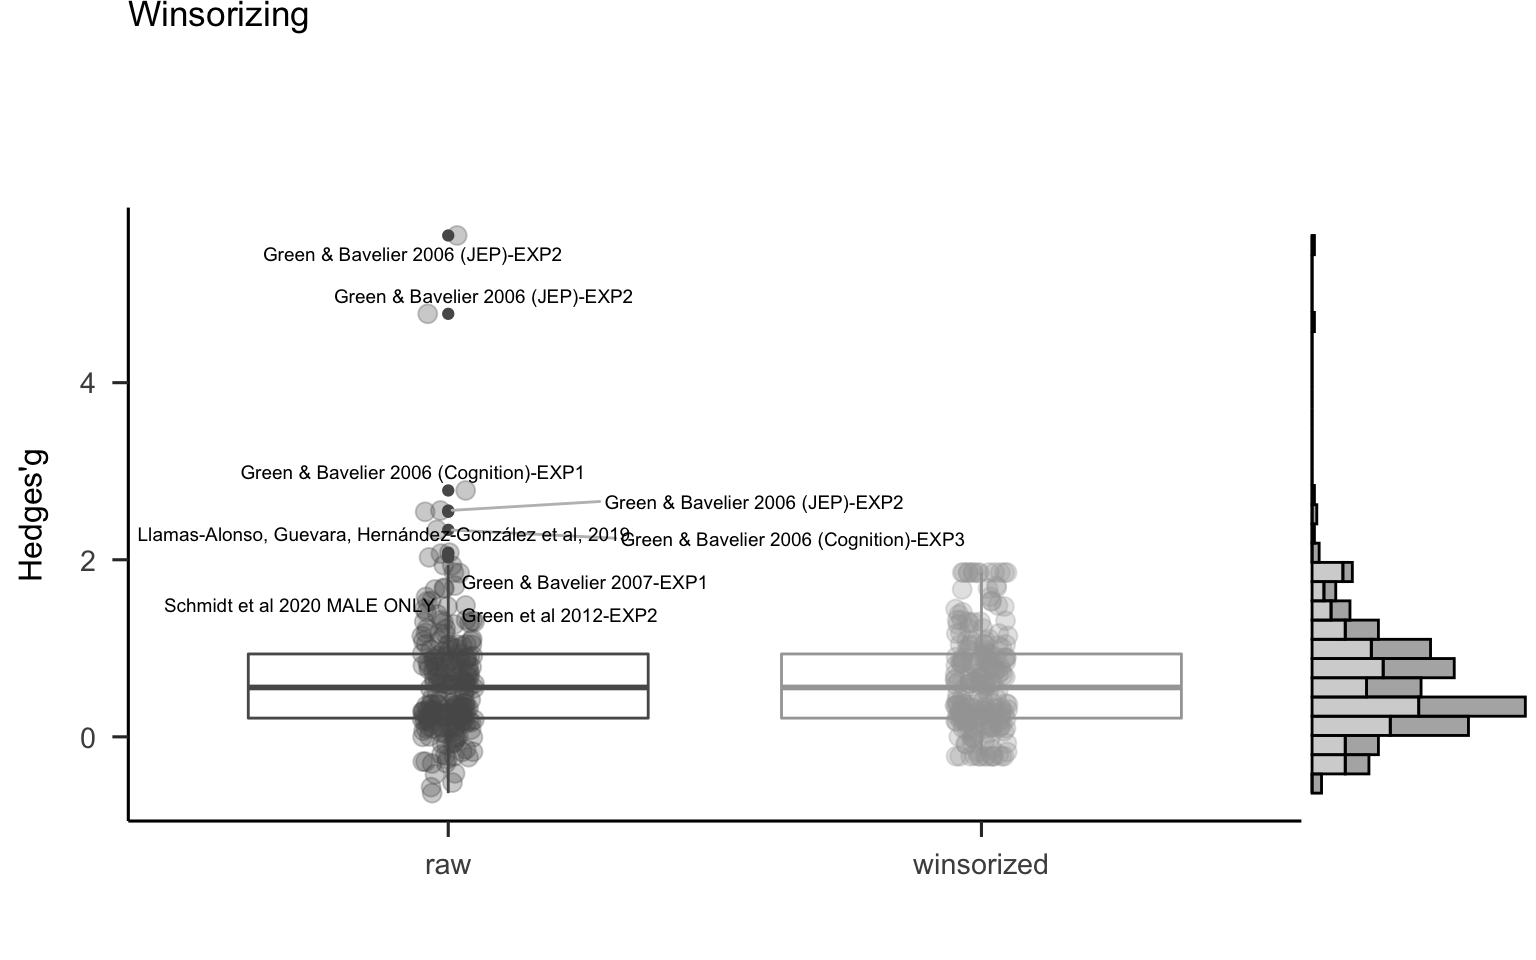 Winsorizing
Green & Bavelier 2006 (JEP)-EXP2
Green & Bavelier 2006 (JEP)-EXP2
4
Green & Bavelier 2006 (Cognition)-EXP1
Green & Bavelier 2006 (JEP)-EXP2
Llamas-Alonso, Guevara, Hernández-González et al, 2019
Green & Bavelier 2006 (Cognition)-EXP3
2
Green & Bavelier 2007-EXP1
Schmidt et al 2020 MALE ONLY
Green et al 2012-EXP2
0
Hedges'g
raw
winsorized